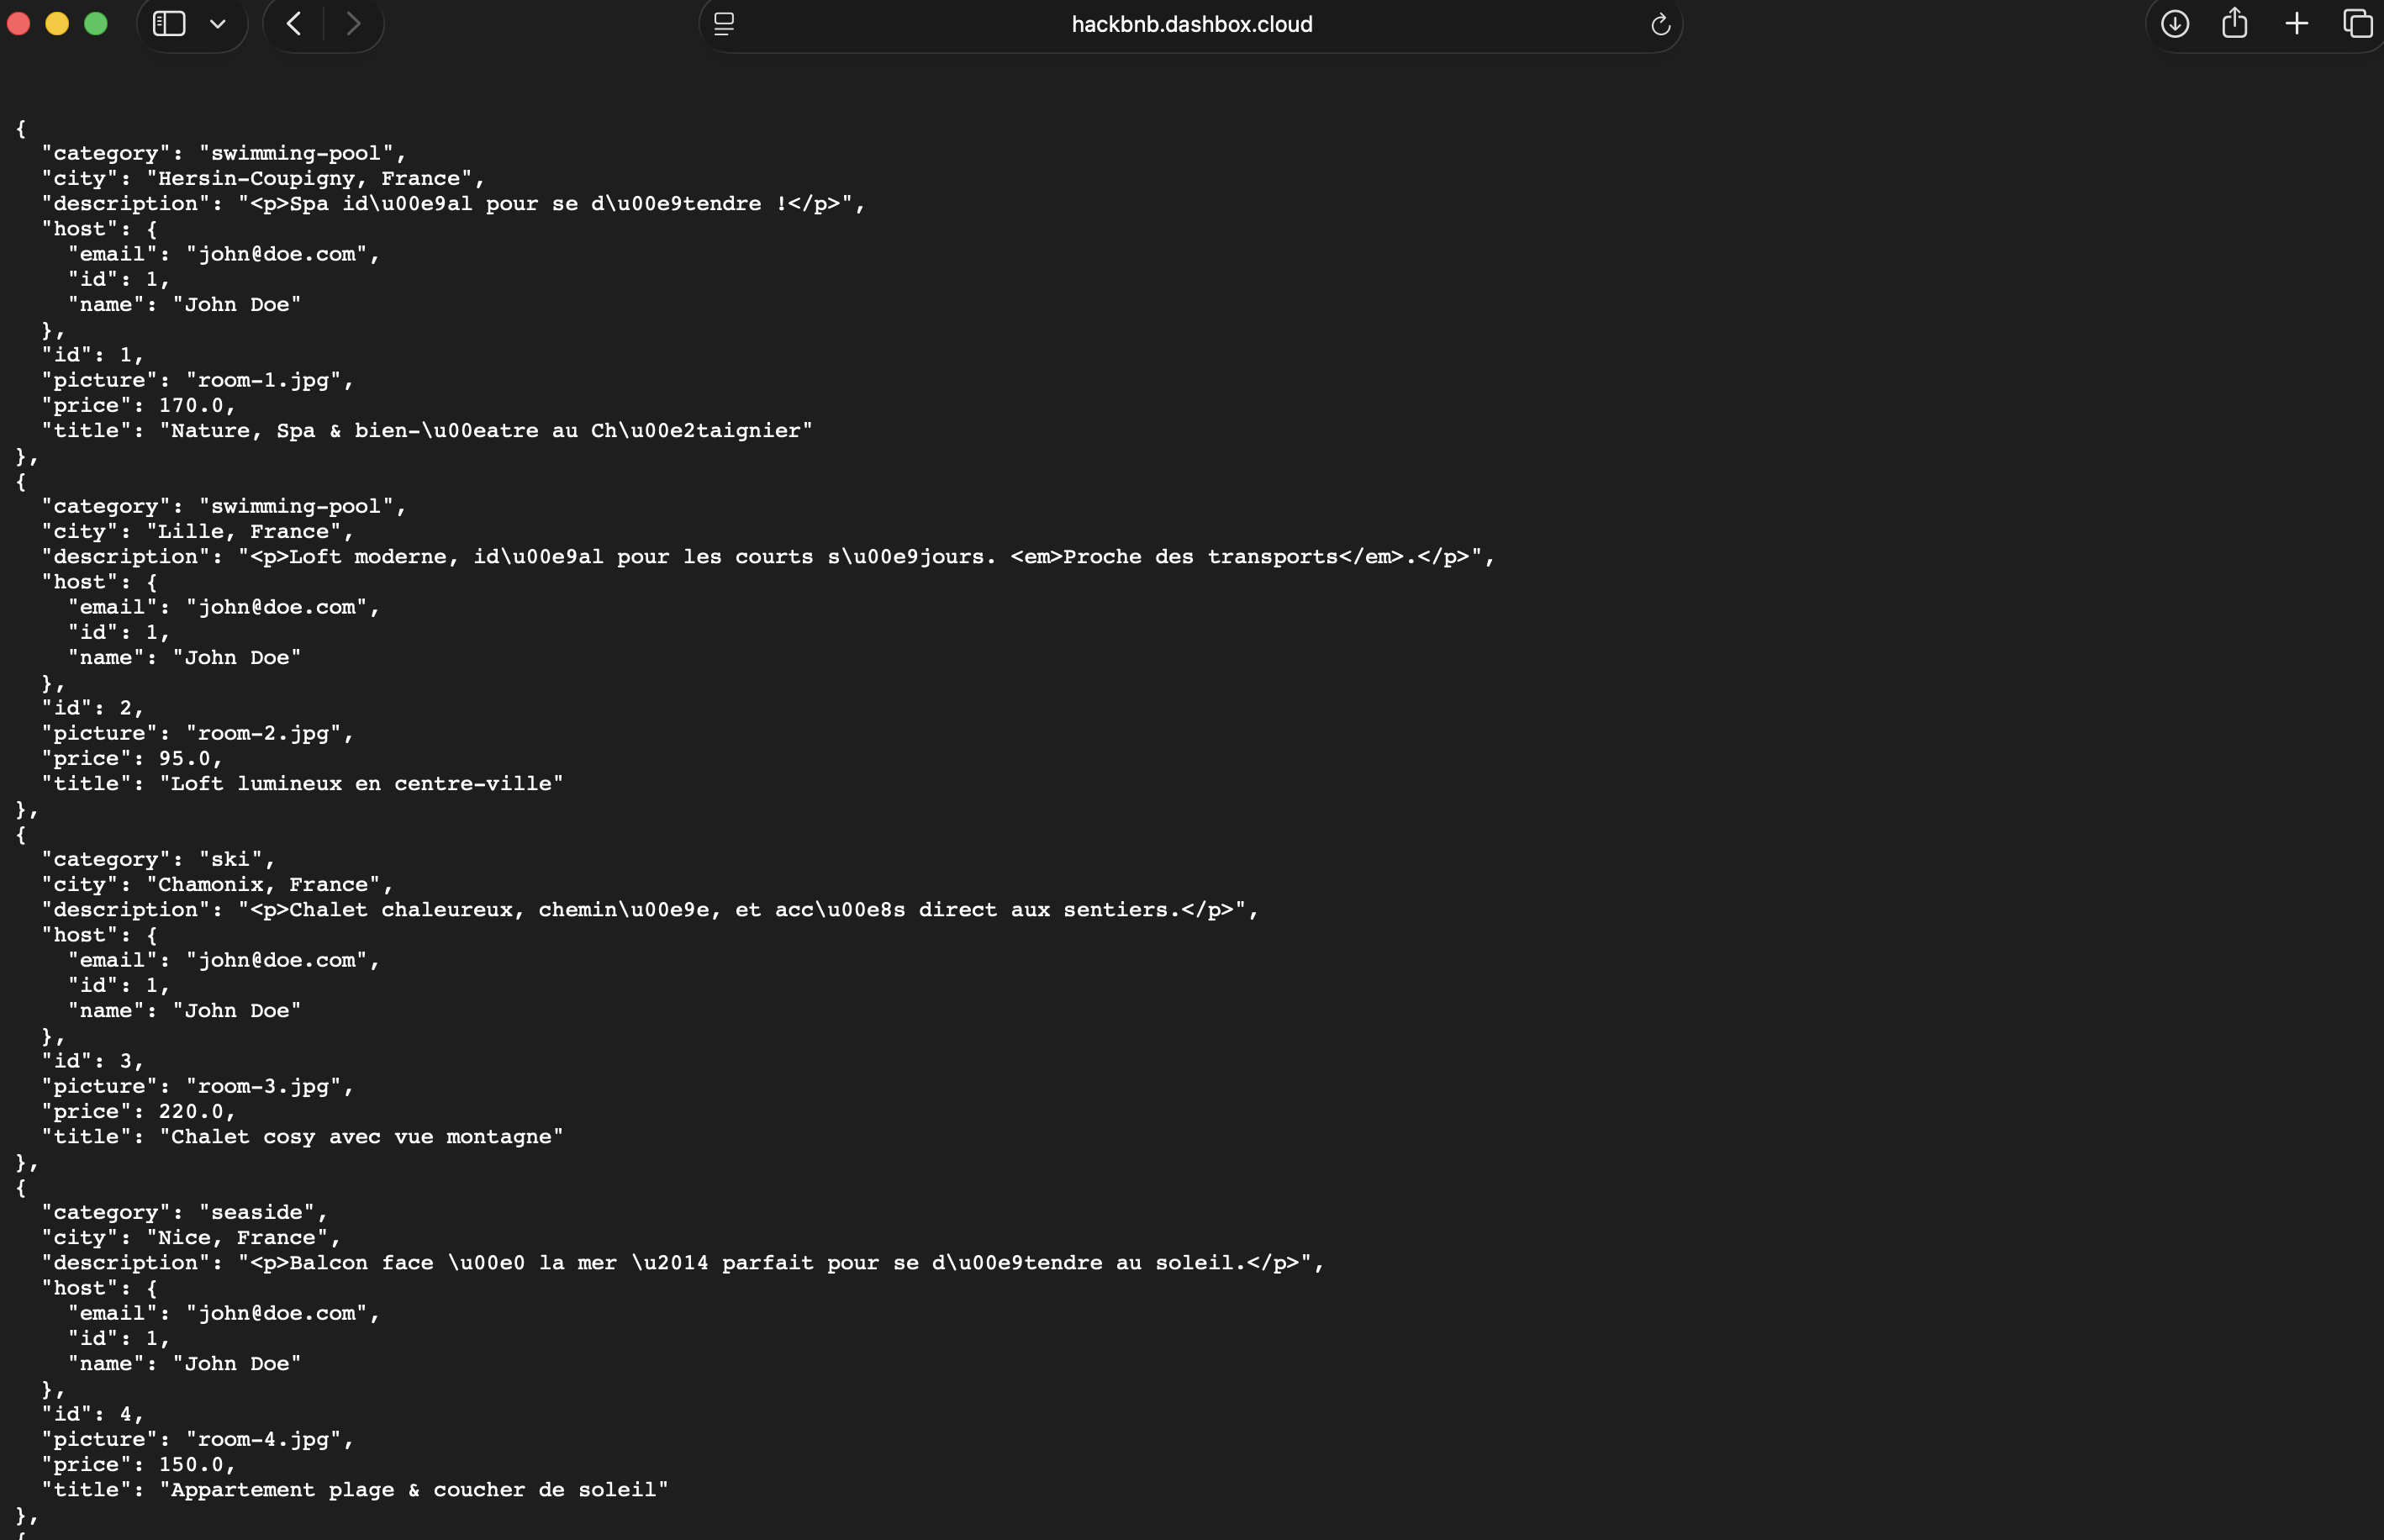 hackbnb.dashbox.cloud
{
"category": "swimming-pool",
"city": "Hersin-Coupigny, France",
"description": "<p>Spa id\u00e9al pour se d\u00e9tendre !</p>",
"host": {
"email": "john@doe.com",
"id": 1,
"name": "John Doe"
},
"id": 1,
"picture": "room-1.jpg",
"price": 170.0,
"title": "Nature, Spa & bien-\u00eatre au Ch\u00e2taignier"
},
{
"category": "swimming-pool",
"city": "Lille, France",
"description": "<p>Loft moderne, id\u00e9al pour les courts s\u00e9jours. <em>Proche des transports</em>.</p>",
"host": {
"email": "john@doe.com",
"id": 1,
"name": "John Doe"
},
"id": 2,
"picture": "room-2.jpg",
"price": 95.0,
"title": "Loft lumineux en centre-ville"
},
{
"category": "ski",
"city": "Chamonix, France",
"description": "<p>Chalet chaleureux, chemin\u00e9e, et acc\u00e8s direct aux sentiers.</p>",
"host": {
"email": "john@doe.com",
"id": 1,
"name": "John Doe"
},
"id": 3,
"picture": "room-3.jpg",
"price": 220.0,
"title": "Chalet cosy avec vue montagne"
},
{
"category": "seaside",
"city": "Nice, France",
"description": "<p>Balcon face \u00e0 la mer \u2014 parfait pour se d\u00e9tendre au soleil.</p>",
"host": {
"email": "john@doe.com",
"id": 1,
"name": "John Doe"
},
"id": 4,
"picture": "room-4.jpg",
"price": 150.0,
"title": "Appartement plage & coucher de soleil"
},
{